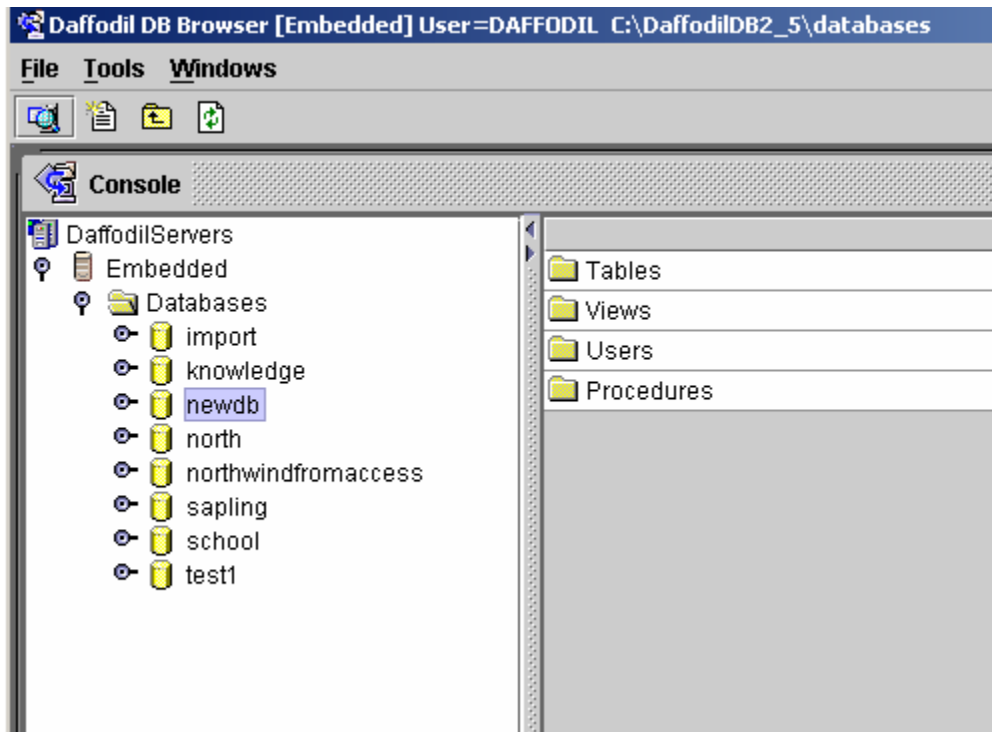 Daffodil DB Browser [Embedded] User=DAFFODIL C:\DaffodilDB2_5\databases
File Tools Windows
Console
DaffodilServers
Embedded
Databases
import
knowledge
newdb
north
northwindfromaccess
sapling
school
test1
Tables
Views
Users
Procedures